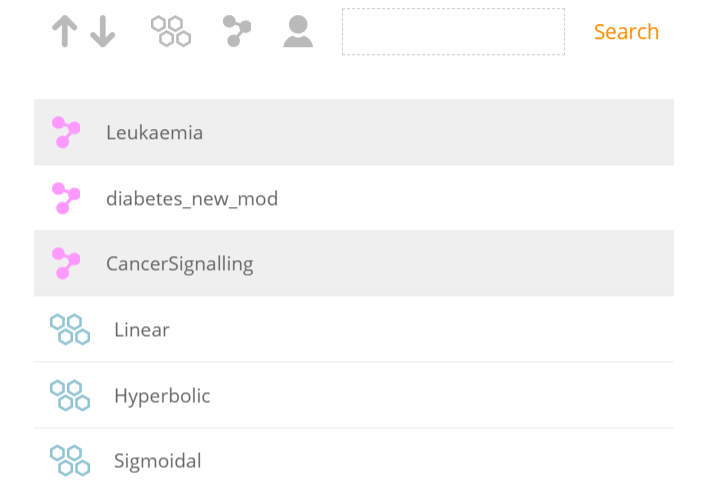 Search
Leukaemia
diabetes_new_mod
CancerSignalling
Linear
Hyperbolic
Sigmoidal